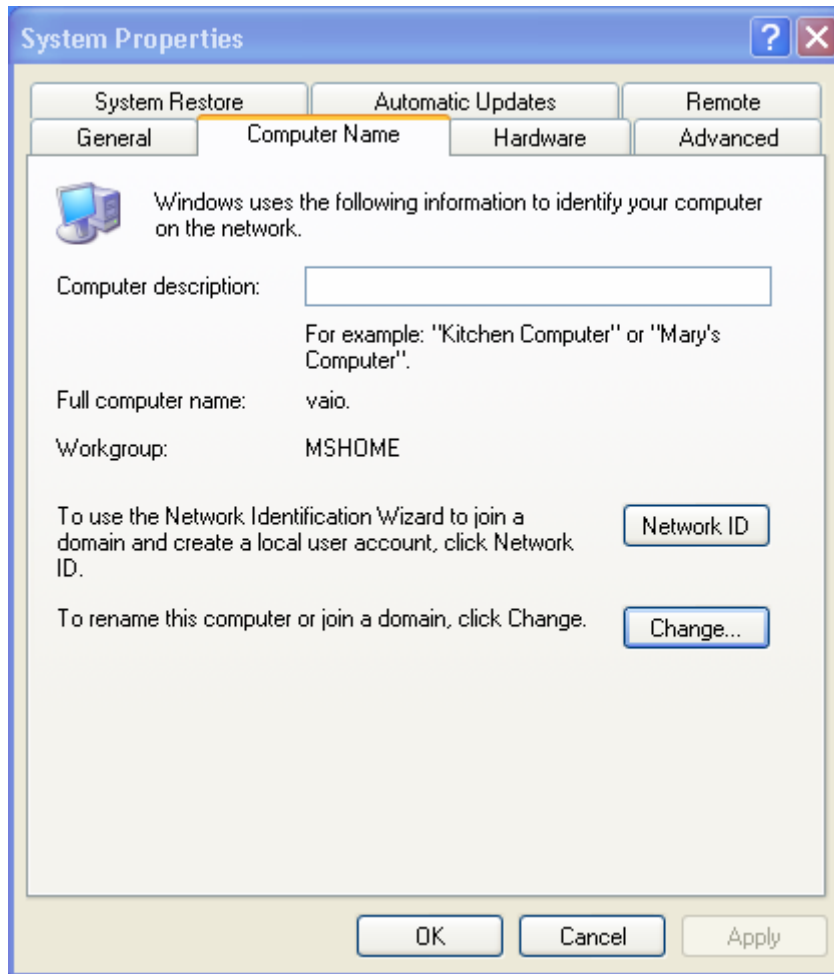 System Properties
?
System Restore
Automatic Updates
Remote
General
Computer Name
Hardware
Advanced
Windows uses the following information to identify your computer
on the network.
Computer description:
For example: "Kitchen Computer" or "Mary's
Computer".
Full computer name: vaio.
Workgroup: MSHOME
To use the Network Identification Wizard to join a
domain and create a local user account, click Network
ID.
Network ID
To rename this computer or join a domain, click Change.
Change...
OK
Cancel
Apply